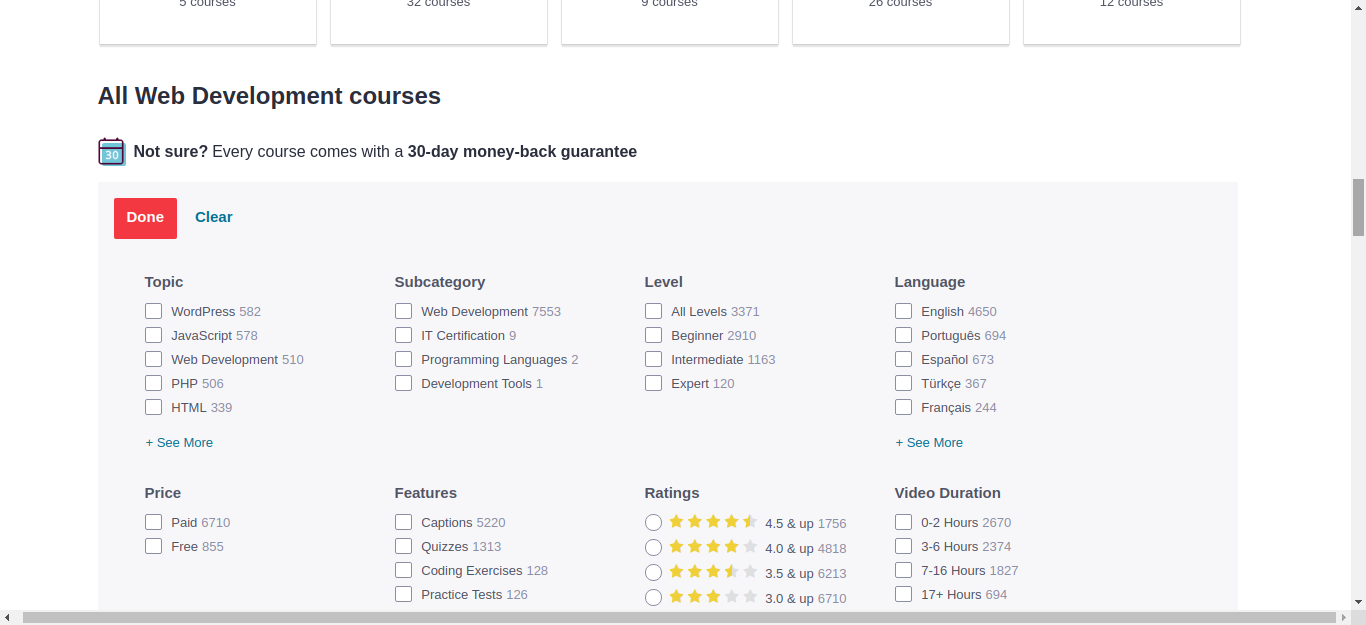 5 courses 32 courses 9 courses 26 courses 12 courses
All Web Development courses
30 Not sure? Every course comes with a 30-day money-back guarantee
Done Clear
Topic Subcategory Level Language
WordPress 582 Web Development 7553 All Levels 3371 English 4650
JavaScript 578 IT Certification 9 Beginner 2910 Português 694
Web Development 510 Programming Languages 2 Intermediate 1163 Español 673
PHP 506 Development Tools 1 Expert 120 Türkçe 367
HTML 339 Français 244
+ See More + See More
Price Features Ratings Video Duration
Paid 6710 Captions 5220 4.5 & up 1756 0-2 Hours 2670
Free 855 Quizzes 1313 4.0 & up 4818 3-6 Hours 2374
Coding Exercises 128 3.5 & up 6213 7-16 Hours 1827
Practice Tests 126 3.0 & up 6710 17+ Hours 694